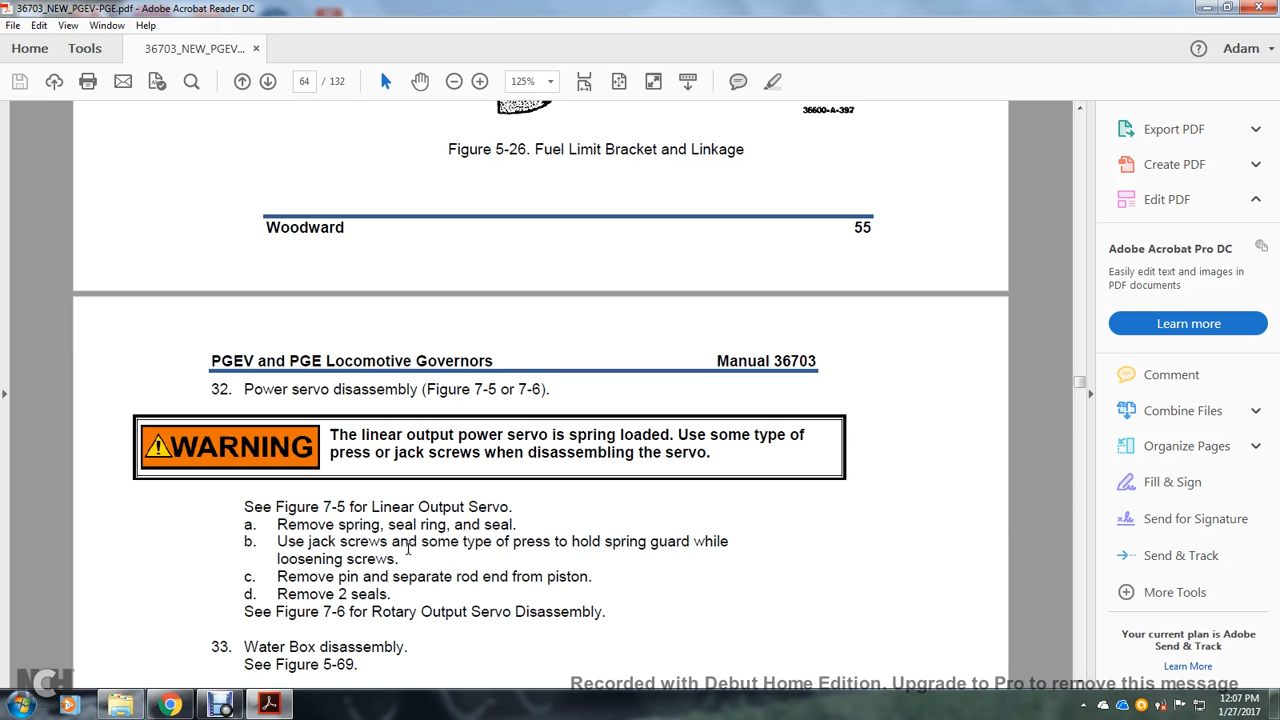 36703_NEW_PGEV-PGE.pdf - Adobe Acrobat Reader DC
File Edit View Window Help
Home Tools 36703_NEW_PGEV... × Adam
64 / 132 125%
36600-A-397
Figure 5-26. Fuel Limit Bracket and Linkage
Woodward 55
PGEV and PGE Locomotive Governors Manual 36703
32. Power servo disassembly (Figure 7-5 or 7-6).
WARNING
The linear output power servo is spring loaded. Use some type of
press or jack screws when disassembling the servo.
See Figure 7-5 for Linear Output Servo.
a. Remove spring, seal ring, and seal.
b. Use jack screws and some type of press to hold spring guard while
loosening screws.
c. Remove pin and separate rod end from piston.
d. Remove 2 seals.
See Figure 7-6 for Rotary Output Servo Disassembly.
33. Water Box disassembly.
See Figure 5-69.
Export PDF
Create PDF
Edit PDF
Adobe Acrobat Pro DC
Easily edit text and images in
PDF documents
Learn more
Comment
Combine Files
Organize Pages
Fill & Sign
Send for Signature
Send & Track
More Tools
Your current plan is Adobe
Send & Track
Learn More
NCH
Recorded with Debut Home Edition. Upgrade to Pro to remove this message
12:07 PM
1/27/2017